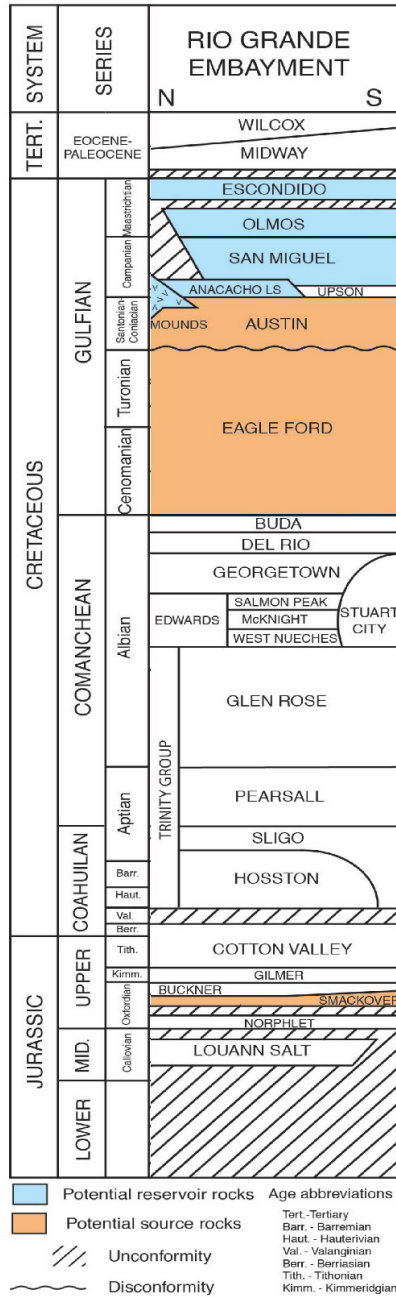 SYSTEM
SERIES
RIO GRANDE
EMBAYMENT
N S
TERT.
EOCENE-
PALEOCENE
WILCOX
MIDWAY
CRETACEOUS
GULFIAN
Maastrichtian
ESCONDIDO
OLMOS
Campanian
SAN MIGUEL
ANACACHO LS
UPSON
Santonian-
Coniacian
MOUNDS
AUSTIN
Turonian
EAGLE FORD
Cenomanian
COMANCHEAN
Albian
BUDA
DEL RIO
GEORGETOWN
EDWARDS
SALMON PEAK
McKNIGHT
WEST NUECHES
STUART
CITY
TRINITY GROUP
GLEN ROSE
Aptian
PEARSALL
COAHUILAN
SLIGO
Barr.
Haut.
HOSSTON
Val.
Berr.
JURASSIC
UPPER
Tith.
COTTON VALLEY
Kimm.
GILMER
Oxfordian
BUCKNER
SMACKOVER
NORPHLET
MID.
Callovian
LOUANN SALT
LOWER
Potential reservoir rocks
Potential source rocks
Unconformity
Disconformity
Age abbreviations
Tert.-Tertiary
Barr. - Barremian
Haut. - Hauterivian
Val. - Valanginian
Berr. - Berriasian
Tith. - Tithonian
Kimm. - Kimmeridgian